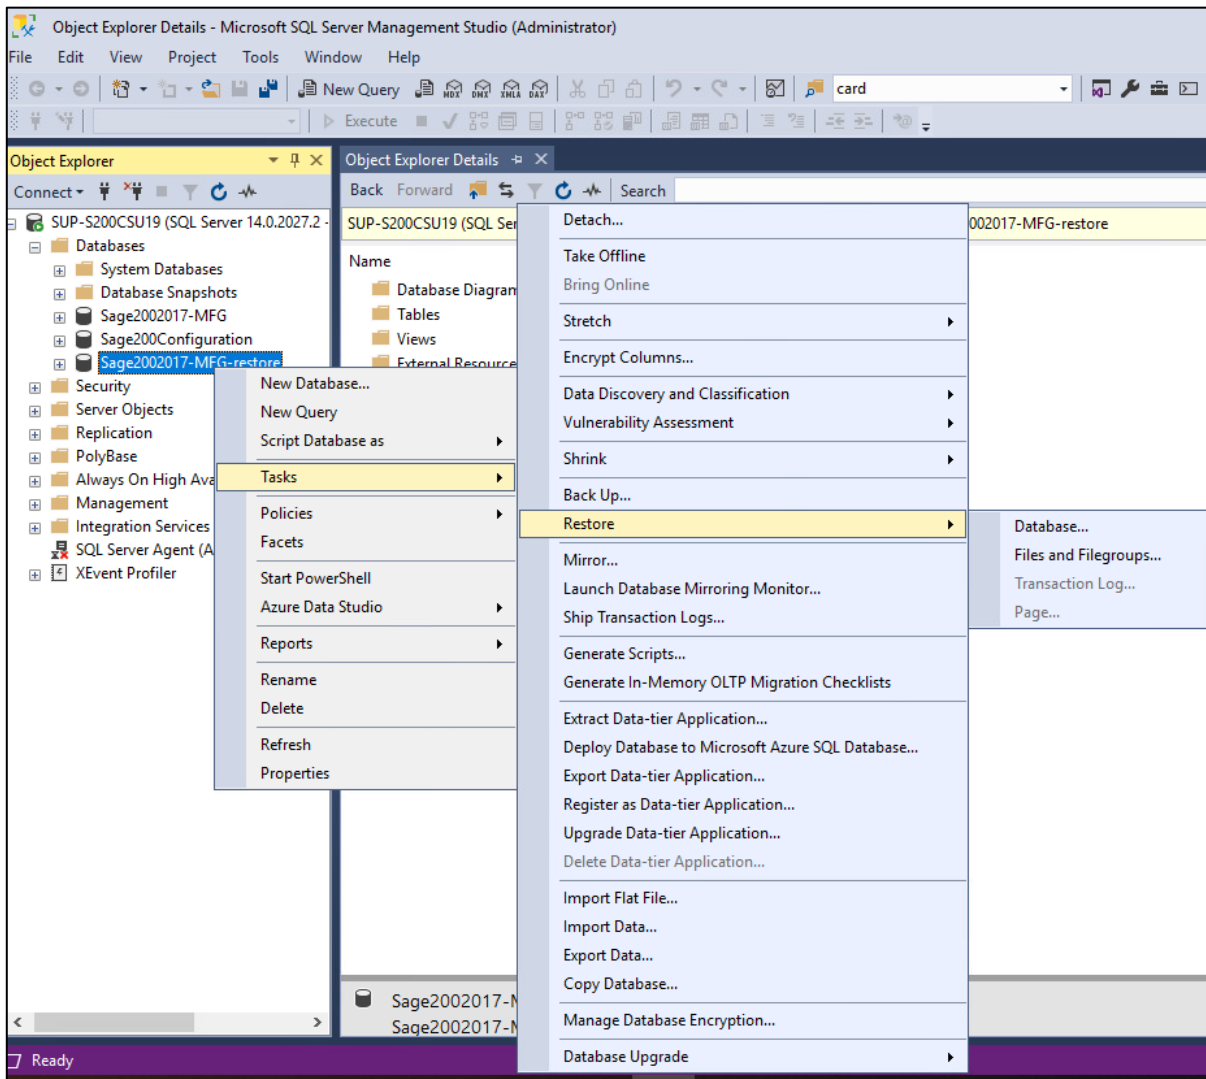 Object Explorer Details - Microsoft SQL Server Management Studio (Administrator)
File Edit View Project Tools Window Help
New Query MDX DMX XMLA DAX card
Execute
Object Explorer
Connect
SUP-S200CSU19 (SQL Server 14.0.2027.2 -
Databases
System Databases
Database Snapshots
Sage2002017-MFG
Sage200Configuration
Sage2002017-MFG-restore
Security
Server Objects
Replication
PolyBase
Always On High Ava
Management
Integration Services
SQL Server Agent (A
XEvent Profiler
Object Explorer Details
Back Forward Search
SUP-S200CSU19 (SQL Ser 002017-MFG-restore
Name
Database Diagram
Tables
Views
External Resource
New Database...
New Query
Script Database as
Tasks
Policies
Facets
Start PowerShell
Azure Data Studio
Reports
Rename
Delete
Refresh
Properties
Detach...
Take Offline
Bring Online
Stretch
Encrypt Columns...
Data Discovery and Classification
Vulnerability Assessment
Shrink
Back Up...
Restore
Mirror...
Launch Database Mirroring Monitor...
Ship Transaction Logs...
Generate Scripts...
Generate In-Memory OLTP Migration Checklists
Extract Data-tier Application...
Deploy Database to Microsoft Azure SQL Database...
Export Data-tier Application...
Register as Data-tier Application...
Upgrade Data-tier Application...
Delete Data-tier Application...
Import Flat File...
Import Data...
Export Data...
Copy Database...
Manage Database Encryption...
Database Upgrade
Database...
Files and Filegroups...
Transaction Log...
Page...
Sage2002017-M
Sage2002017-M
Ready